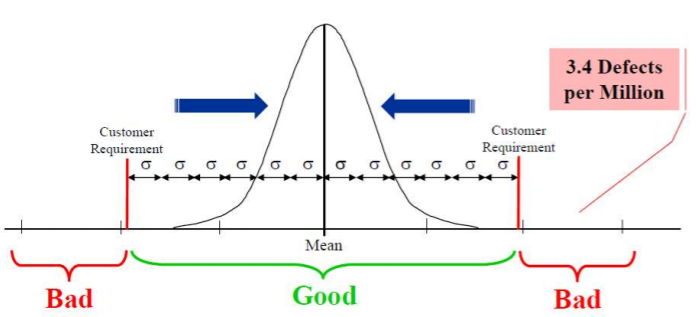 3.4 Defects
per Million
Customer
Requirement
Customer
Requirement
σ σ σ σ σ σ σ σ σ σ σ σ
Mean
Bad
Good
Bad